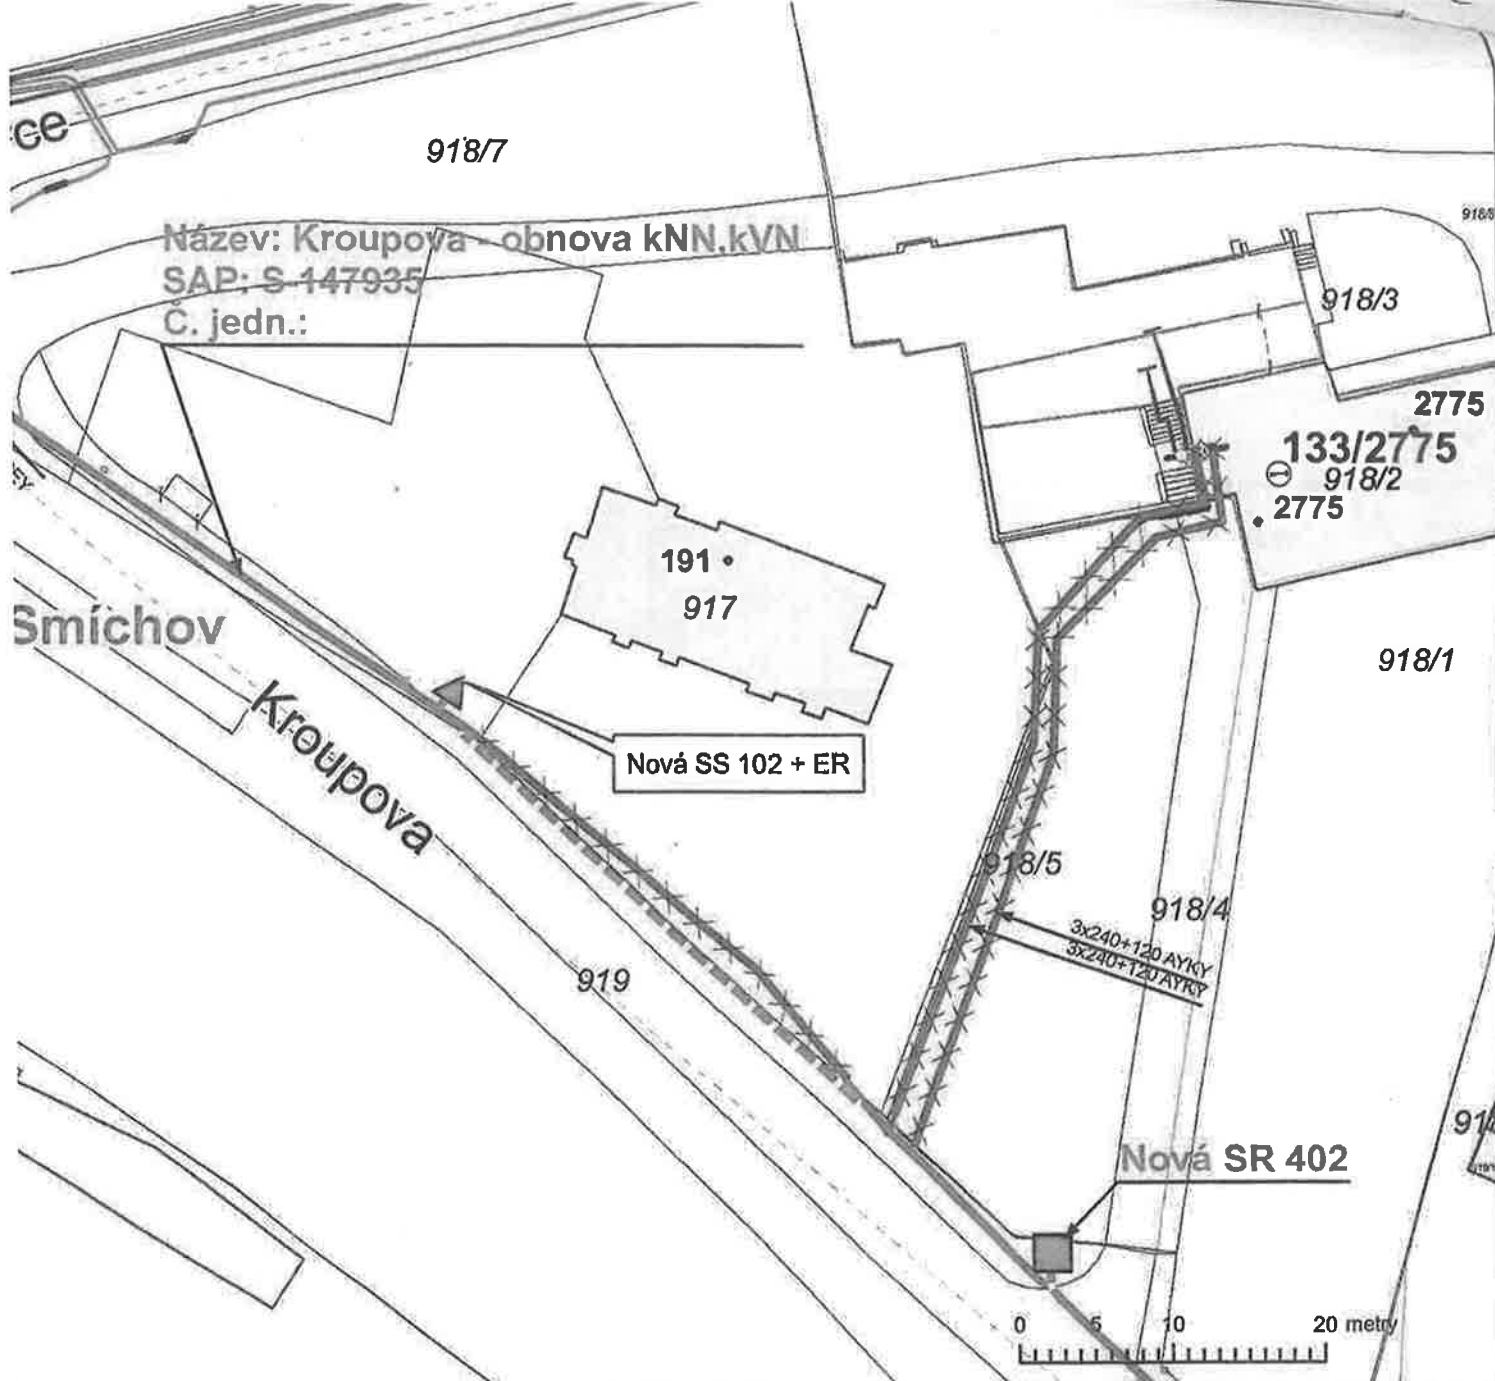 ce
918/7
918/8
Název: Kroupova - obnova kNN,kVN
SAP: S-147935
Č. jedn.:
918/3
2775
133/2775
918/2
2775
191
917
Smíchov
918/1
Kroupova
Nová SS 102 + ER
918/5
918/4
3x240+120 AYKY
3x240+120 AYKY
919
Nová SR 402
0 5 10 20 metry